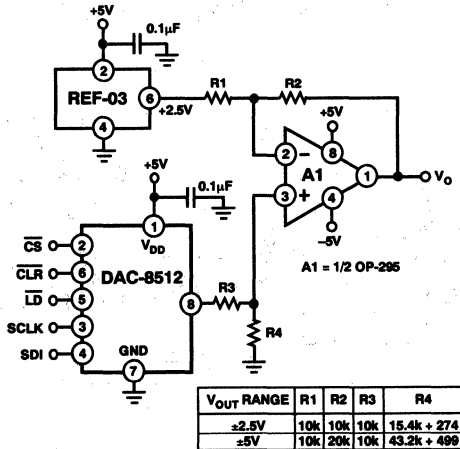 +5V
0.1µF
2
REF-03
6
+2.5V
4
R1
R2
+5V
2
–
8
A1
3
+
4
1
VO
–5V
A1 = 1/2 OP-295
+5V
0.1µF
1
VDD
DAC-8512
CS
2
CLR
6
LD
5
SCLK
3
SDI
4
8
GND
7
R3
R4
VOUT RANGE R1 R2 R3 R4
±2.5V 10k 10k 10k 15.4k + 274
±5V 10k 20k 10k 43.2k + 499